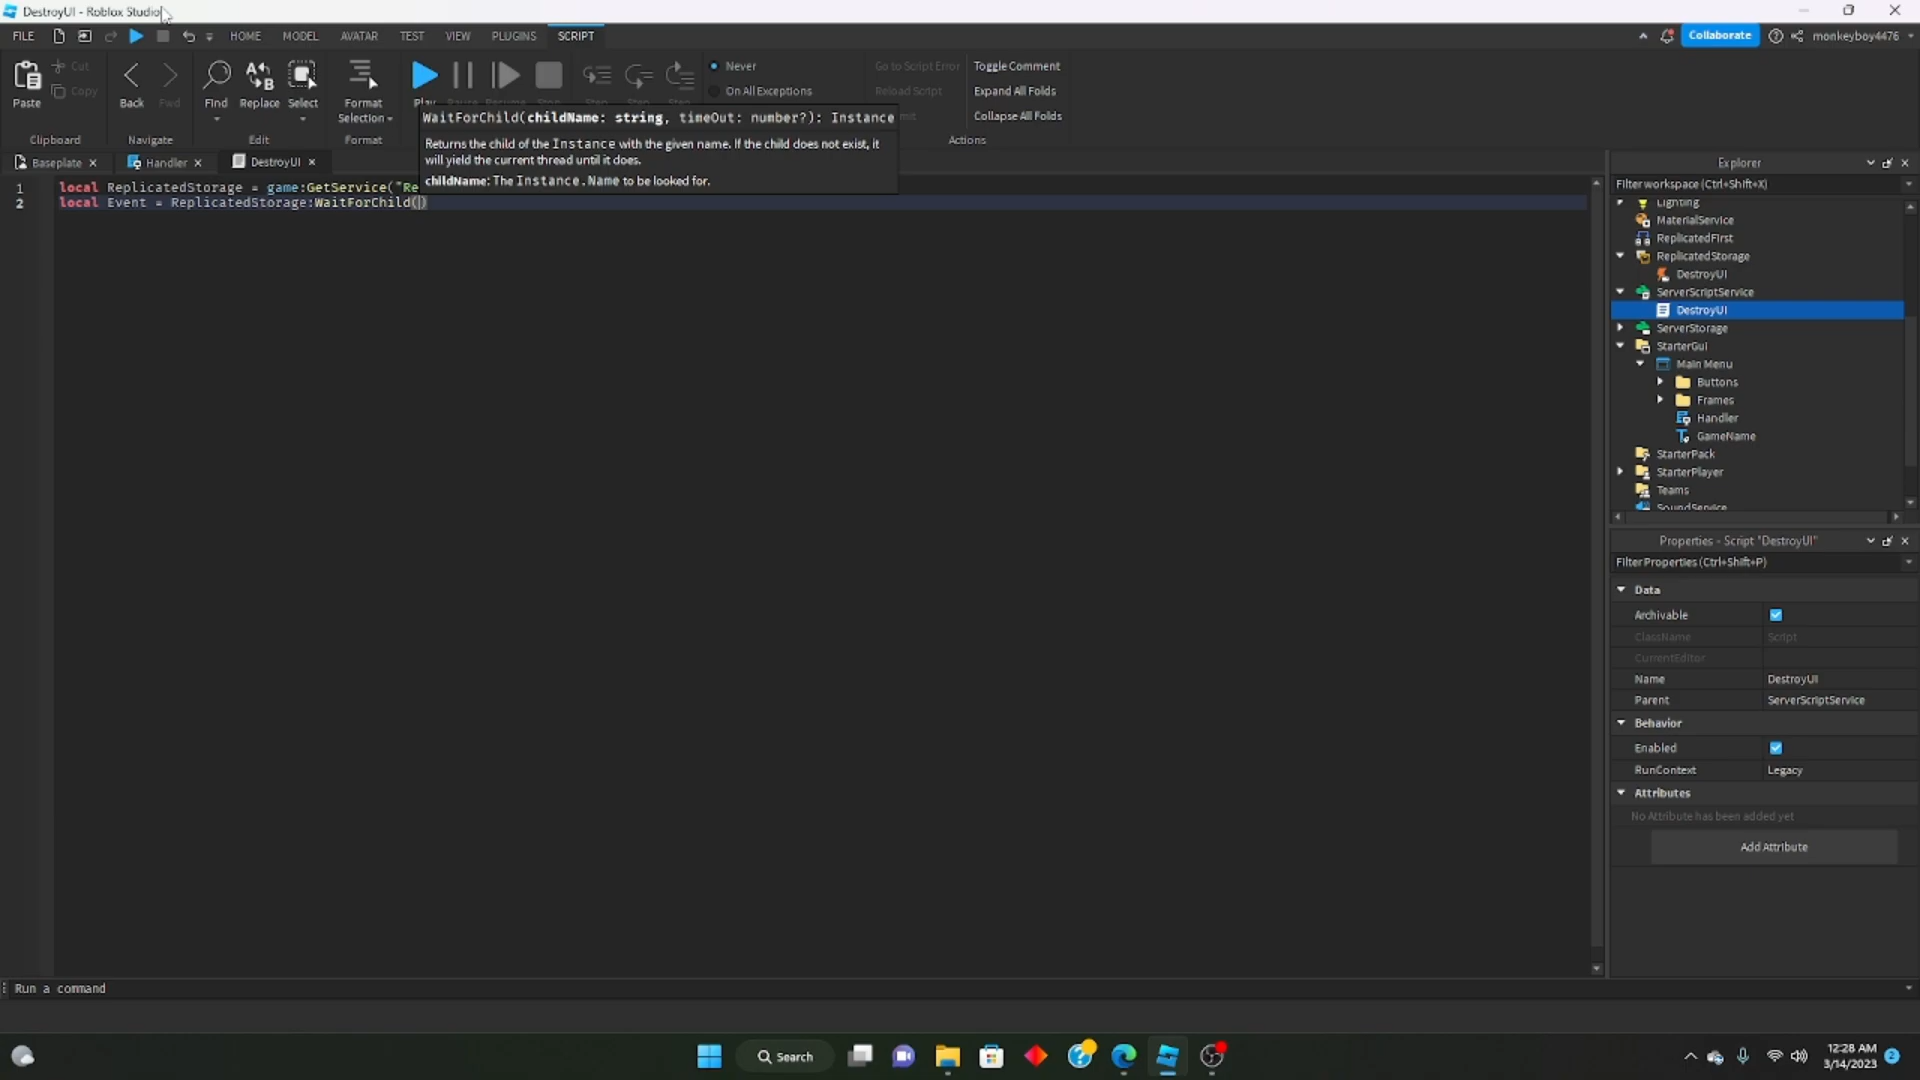 DestroyUI - Roblox Studio
FILE HOME MODEL AVATAR TEST VIEW PLUGINS SCRIPT Collaborate monkeyboy4476
Paste Cut Copy Back Fwd Find Replace Select Format Selection Play
Never Go to Script Error Toggle Comment
On All Exceptions Reload Script Expand All Folds
Collapse All Folds
Clipboard Navigate Edit Format Actions
WaitForChild(childName: string, timeOut: number?): Instance
Returns the child of the Instance with the given name. If the child does not exist, it
will yield the current thread until it does.
childName: The Instance.Name to be looked for.
Baseplate Handler DestroyUI
1 local ReplicatedStorage = game:GetService("Re
2 local Event = ReplicatedStorage:WaitForChild()
Explorer
Filter workspace (Ctrl+Shift+X)
Lighting
MaterialService
ReplicatedFirst
ReplicatedStorage
DestroyUI
ServerScriptService
DestroyUI
ServerStorage
StarterGui
Main Menu
Buttons
Frames
Handler
GameName
StarterPack
StarterPlayer
Teams
SoundService
Properties - Script "DestroyUI"
Filter Properties (Ctrl+Shift+P)
Data
Archivable
ClassName Script
CurrentEditor
Name DestroyUI
Parent ServerScriptService
Behavior
Enabled
RunContext Legacy
Attributes
No Attribute has been added yet
Add Attribute
Run a command
Search
12:28 AM
3/14/2023
2